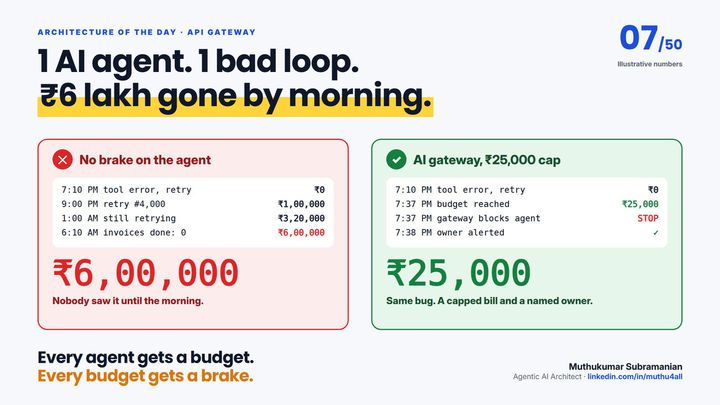 ARCHITECTURE OF THE DAY · API GATEWAY
07/50
Illustrative numbers
1 AI agent. 1 bad loop.
₹6 lakh gone by morning.
No brake on the agent
7:10 PM tool error, retry ₹0
9:00 PM retry #4,000 ₹1,00,000
1:00 AM still retrying ₹3,20,000
6:10 AM invoices done: 0 ₹6,00,000
₹6,00,000
Nobody saw it until the morning.
AI gateway, ₹25,000 cap
7:10 PM tool error, retry ₹0
7:37 PM budget reached ₹25,000
7:37 PM gateway blocks agent STOP
7:38 PM owner alerted ✓
₹25,000
Same bug. A capped bill and a named owner.
Every agent gets a budget.
Every budget gets a brake.
Muthukumar Subramanian
Agentic AI Architect · linkedin.com/in/muthu4all